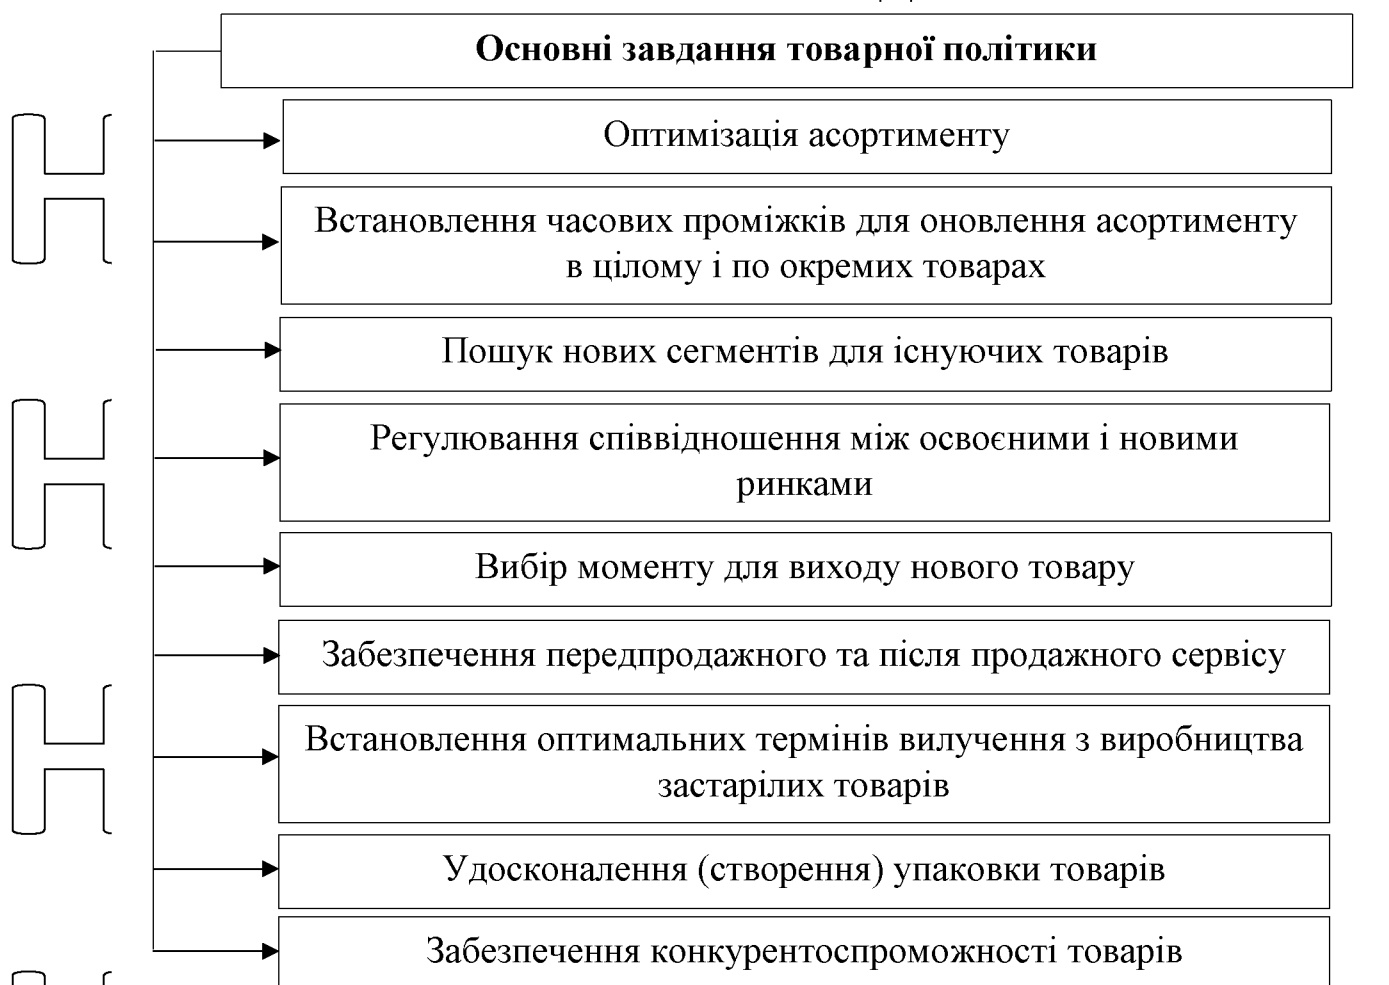 Основні завдання товарної політики
Оптимізація асортименту
Встановлення часових проміжків для оновлення асортименту
в цілому і по окремих товарах
Пошук нових сегментів для існуючих товарів
Регулювання співвідношення між освоєними і новими
ринками
Вибір моменту для виходу нового товару
Забезпечення передпродажного та після продажного сервісу
Встановлення оптимальних термінів вилучення з виробництва
застарілих товарів
Удосконалення (створення) упаковки товарів
Забезпечення конкурентоспроможності товарів